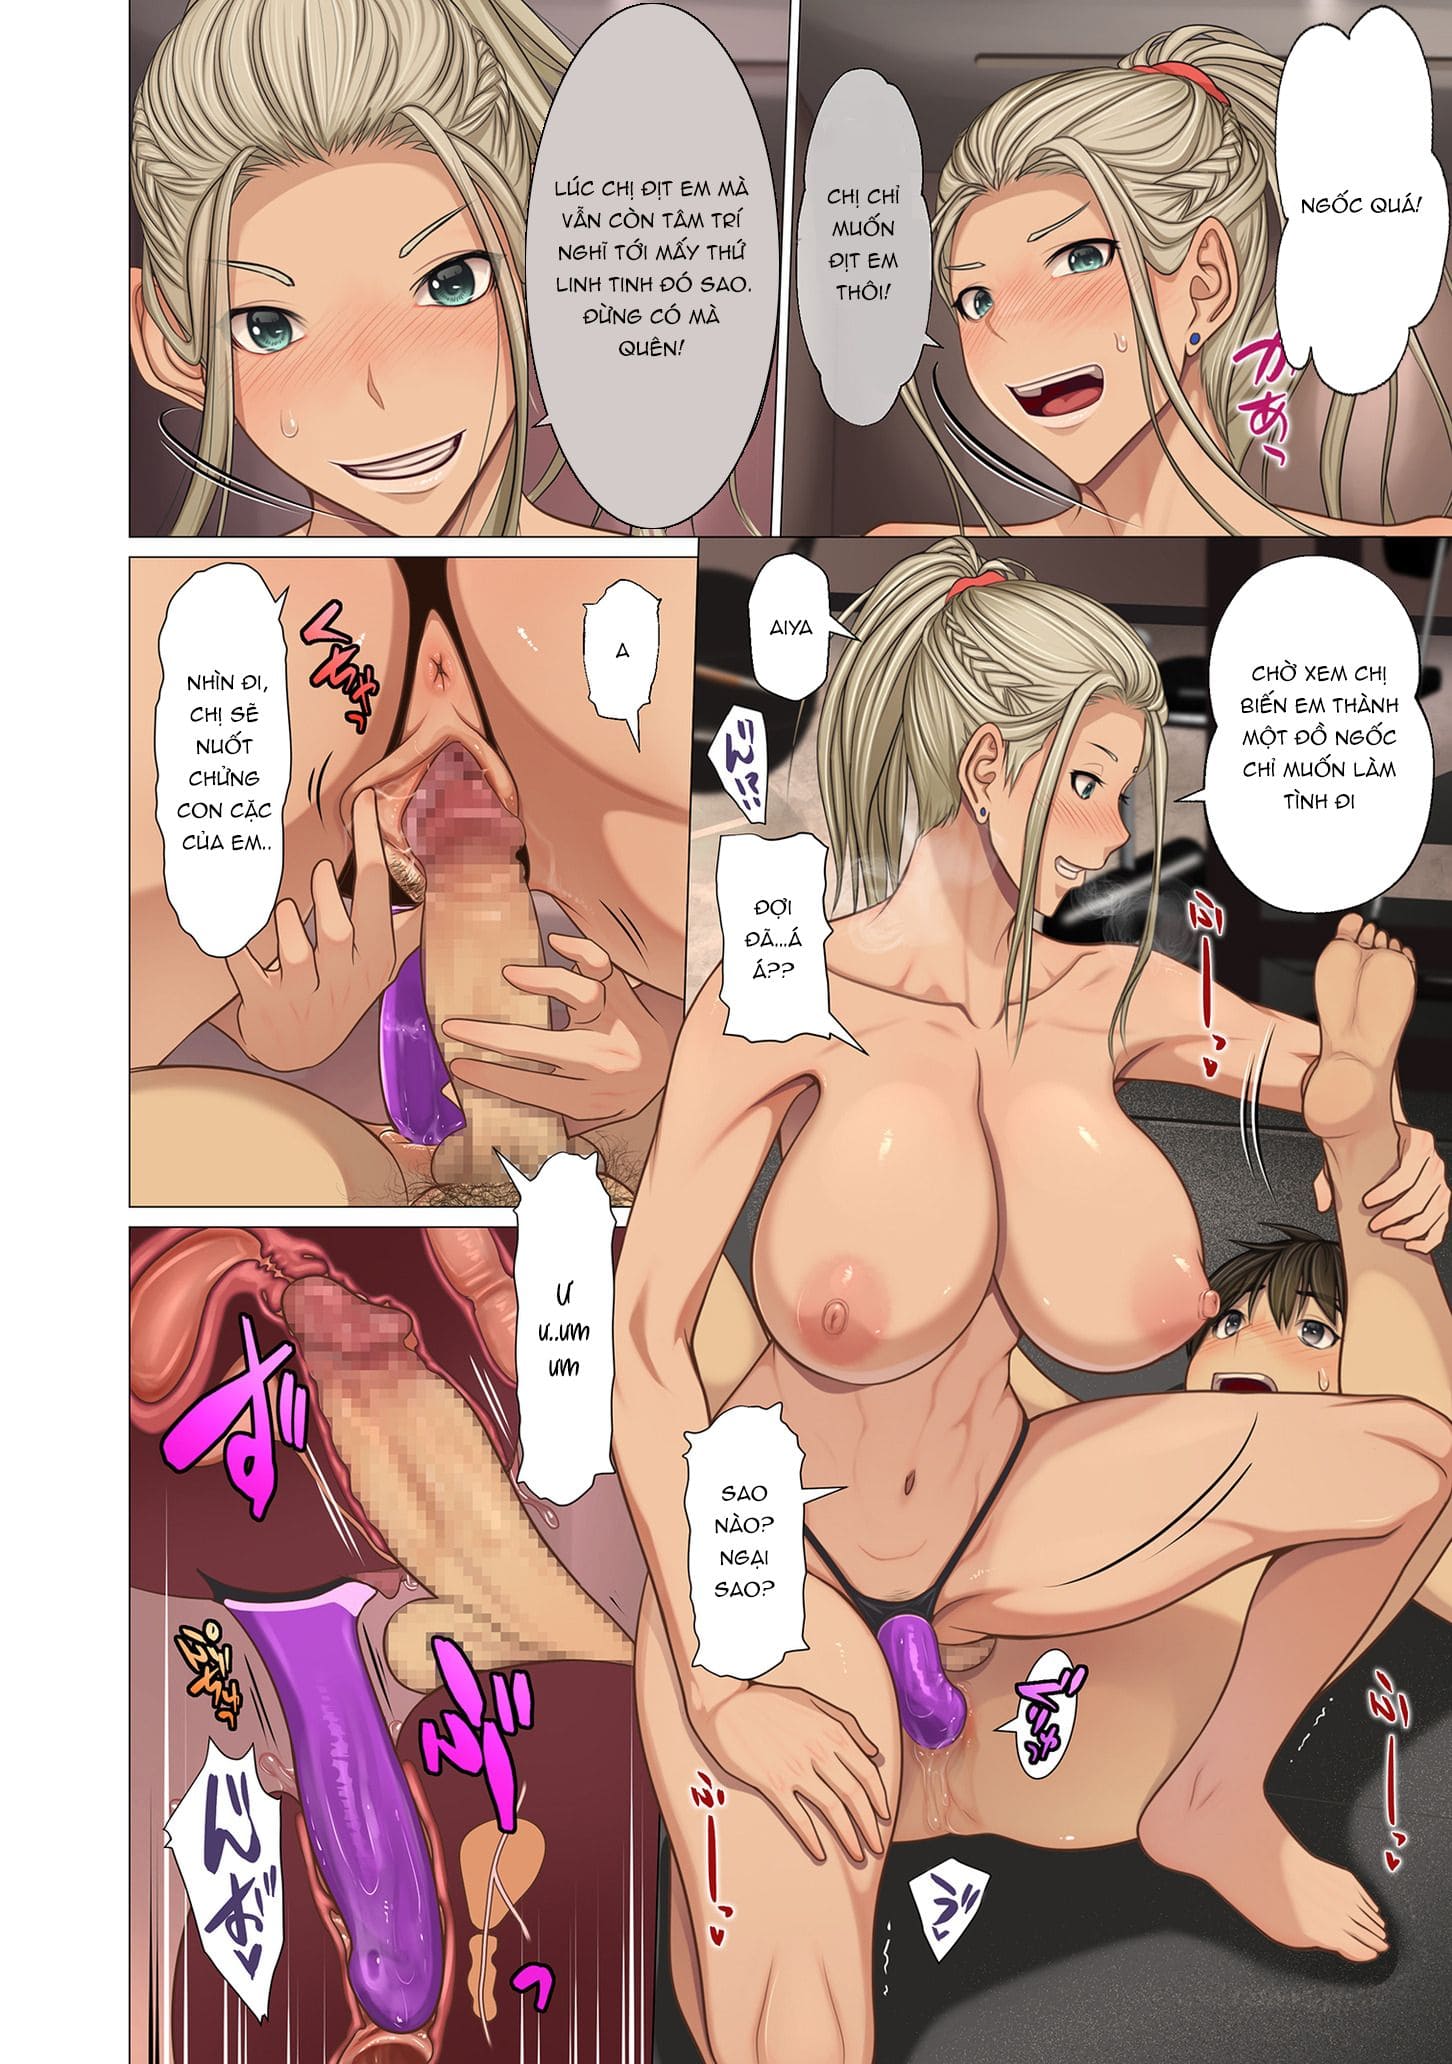 NGỐC QUÁ!
CHỊ CHỈ
MUỐN
ĐỊT EM
THÔI!
があっ
LÚC CHỊ ĐỊT EM MÀ
VẪN CÒN TÂM TRÍ
NGHĨ TỚI MẤY THỨ
LINH TINH ĐÓ SAO.
ĐỪNG CÓ MÀ
QUÊN!
CHỜ XEM CHỊ
BIẾN EM THÀNH
MỘT ĐỒ NGỐC
CHỈ MUỐN LÀM
TÌNH ĐI
AIYA
ĐỢI
ĐÃ...Á
Á??
SAO
NÀO?
NGẠI
SAO?
A
NHÌN ĐI,
CHỊ SẼ
NUỐT
CHỬNG
CON CẶC
CỦA EM..
Ư
Ư..UM
UM